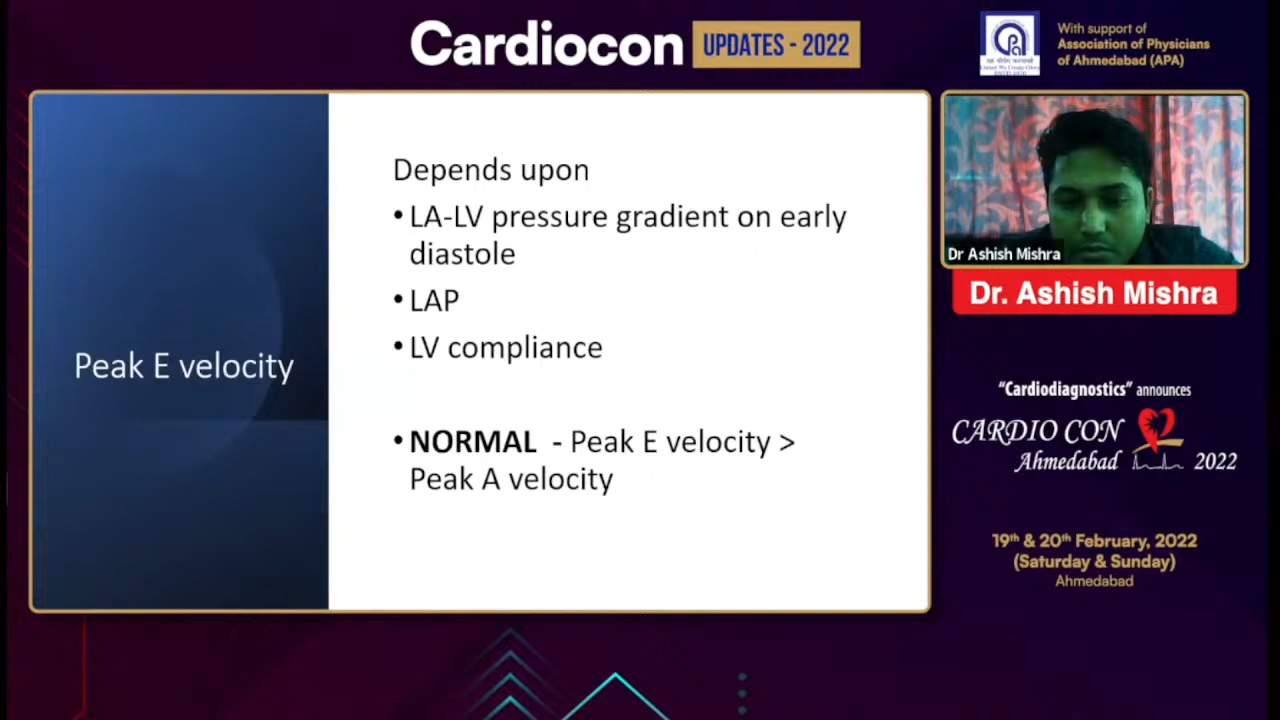 Cardiocon UPDATES - 2022
With support of
Association of Physicians
of Ahmedabad (APA)
Peak E velocity
Depends upon
• LA-LV pressure gradient on early
diastole
• LAP
• LV compliance
• NORMAL - Peak E velocity >
Peak A velocity
Dr Ashish Mishra
Dr. Ashish Mishra
“Cardiodiagnostics” announces
CARDIO CON
Ahmedabad 2022
19th & 20th February, 2022
(Saturday & Sunday)
Ahmedabad